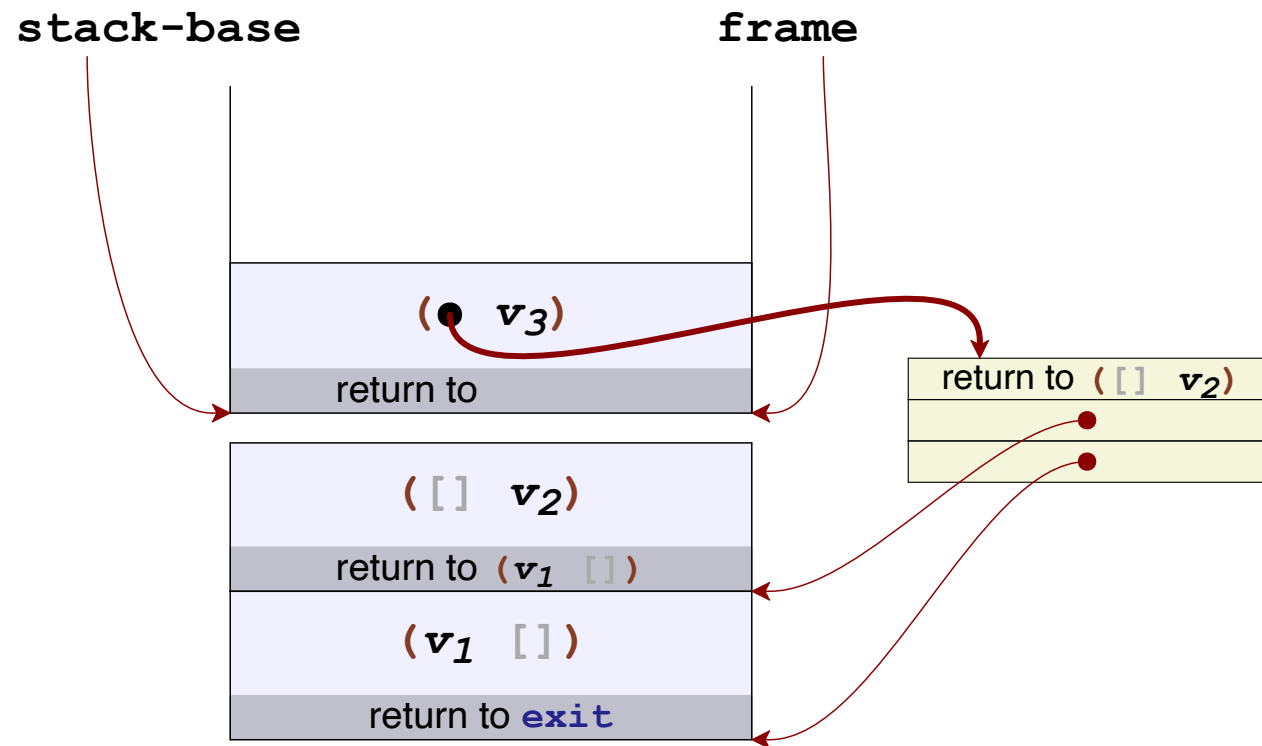 stack-base frame
( v3)
return to
return to ([] v2)
([] v2)
return to (v1 [])
(v1 [])
return to exit